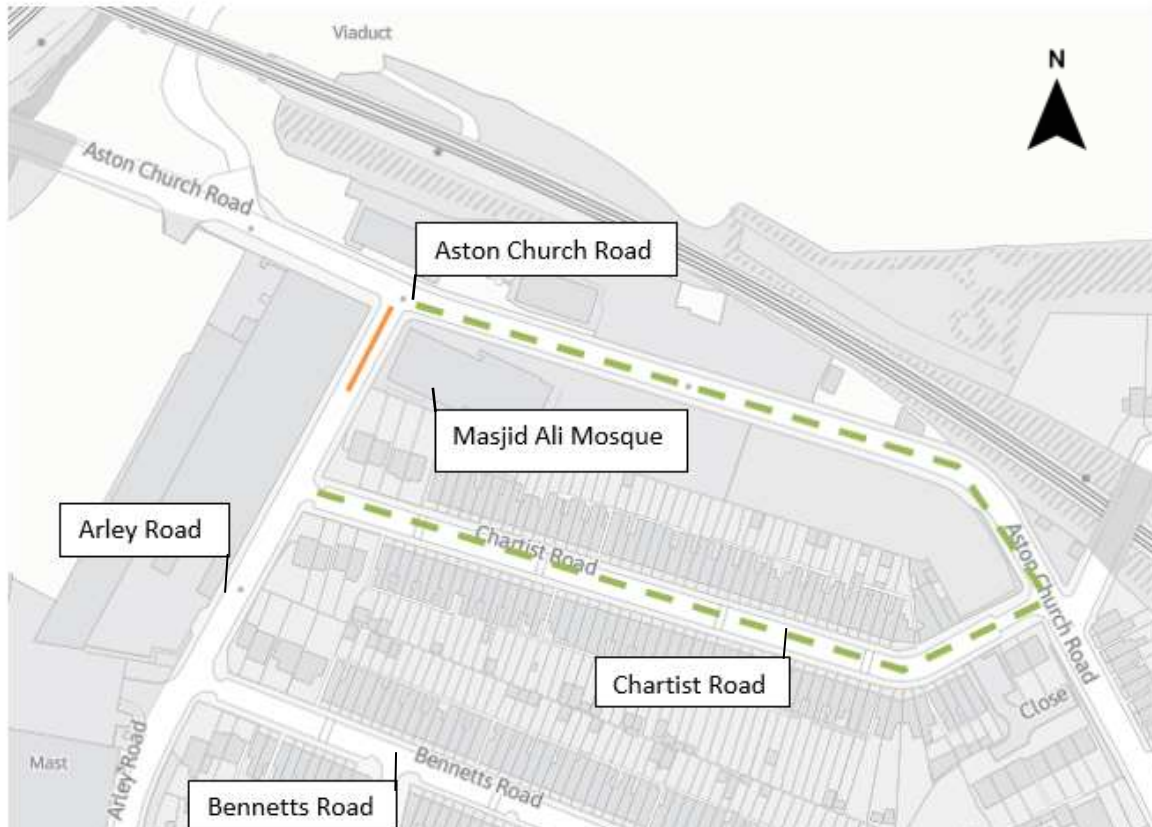 Viaduct
N
Aston Church Road
Aston Church Road
Masjid Ali Mosque
Arley Road
Chartist Road
Aston Church Road
Chartist Road
Close
Bennetts Road
Mast
Arley Road
Bennetts Road